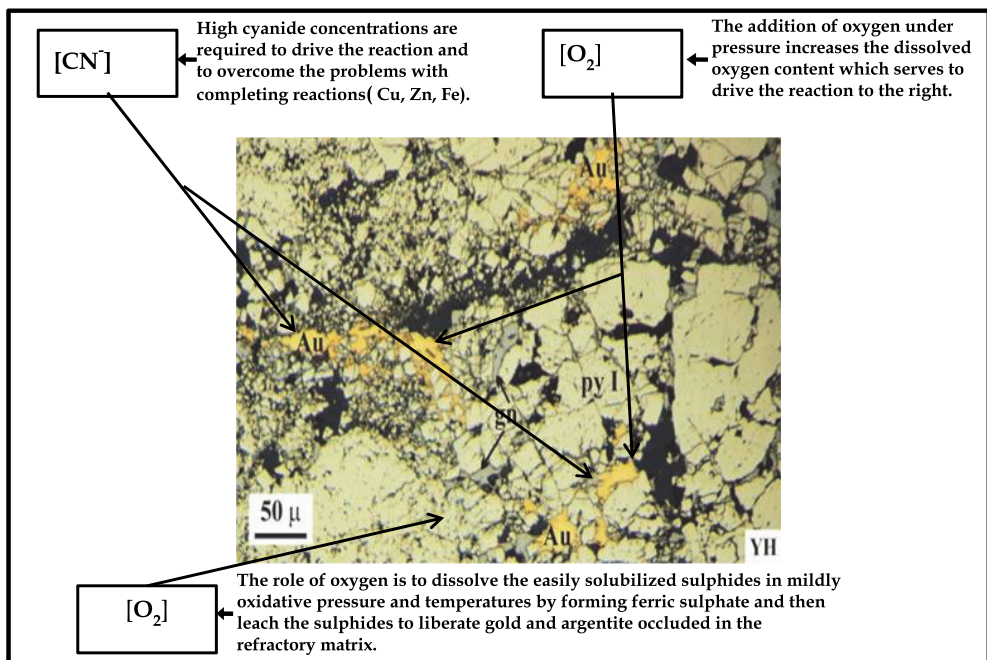 [CN⁻]
High cyanide concentrations are
required to drive the reaction and
to overcome the problems with
completing reactions( Cu, Zn, Fe).
[O₂]
The addition of oxygen under
pressure increases the dissolved
oxygen content which serves to
drive the reaction to the right.
Au
Au
py I
gn
50 μ
Au
YH
[O₂]
The role of oxygen is to dissolve the easily solubilized sulphides in mildly
oxidative pressure and temperatures by forming ferric sulphate and then
leach the sulphides to liberate gold and argentite occluded in the
refractory matrix.